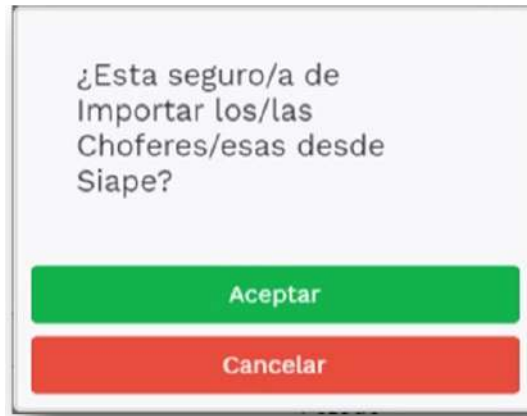 ¿Esta seguro/a de
Importar los/las
Choferes/esas desde
Siape?
Aceptar
Cancelar